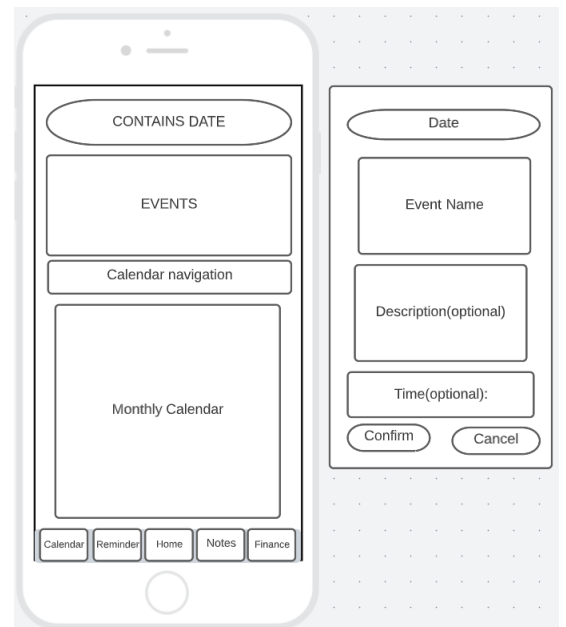 CONTAINS DATE
EVENTS
Calendar navigation
Monthly Calendar
Calendar
Reminder
Home
Notes
Finance
Date
Event Name
Description(optional)
Time(optional):
Confirm
Cancel